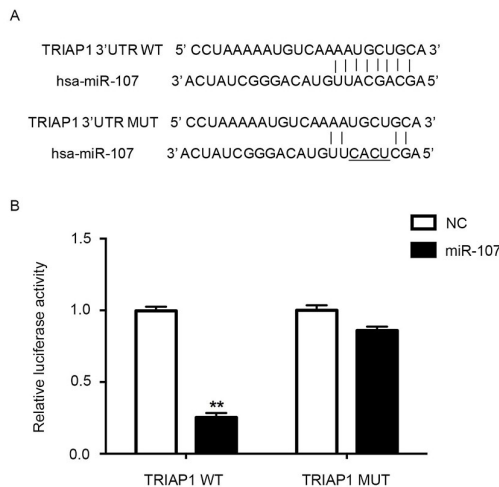 A
TRIAP1 3'UTR WT 5' CCUAAAAAUGUCAAAAUGCUGCA 3'
hsa-miR-107 3' ACUAUCGGGACAUGUUACGACGA 5'
TRIAP1 3'UTR MUT 5' CCUAAAAAUGUCAAAAUGCUGCA 3'
hsa-miR-107 3' ACUAUCGGGACAUGUUCACUCGA 5'
B
NC
miR-107
Relative luciferase activity
1.5
1.0
0.5
0.0
**
TRIAP1 WT
TRIAP1 MUT